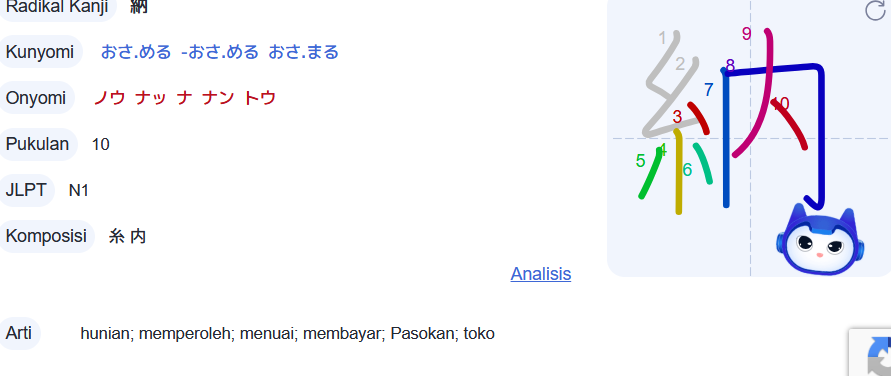 Radikal Kanji 納
Kunyomi おさ.める -おさ.める おさ.まる
Onyomi ノウ ナッ ナ ナン トウ
Pukulan 10
JLPT N1
Komposisi 糸 内
Analisis
Arti hunian; memperoleh; menuai; membayar; Pasokan; toko
1
2
3
4
5
6
7
8
9
10